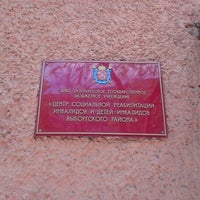 САНКТ-ПЕТЕРБУРГСКОЕ ГОСУДАРСТВЕННОЕ
БЮДЖЕТНОЕ УЧРЕЖДЕНИЕ
«ЦЕНТР СОЦИАЛЬНОЙ РЕАБИЛИТАЦИИ
ИНВАЛИДОВ И ДЕТЕЙ-ИНВАЛИДОВ
ВЫБОРГСКОГО РАЙОНА»